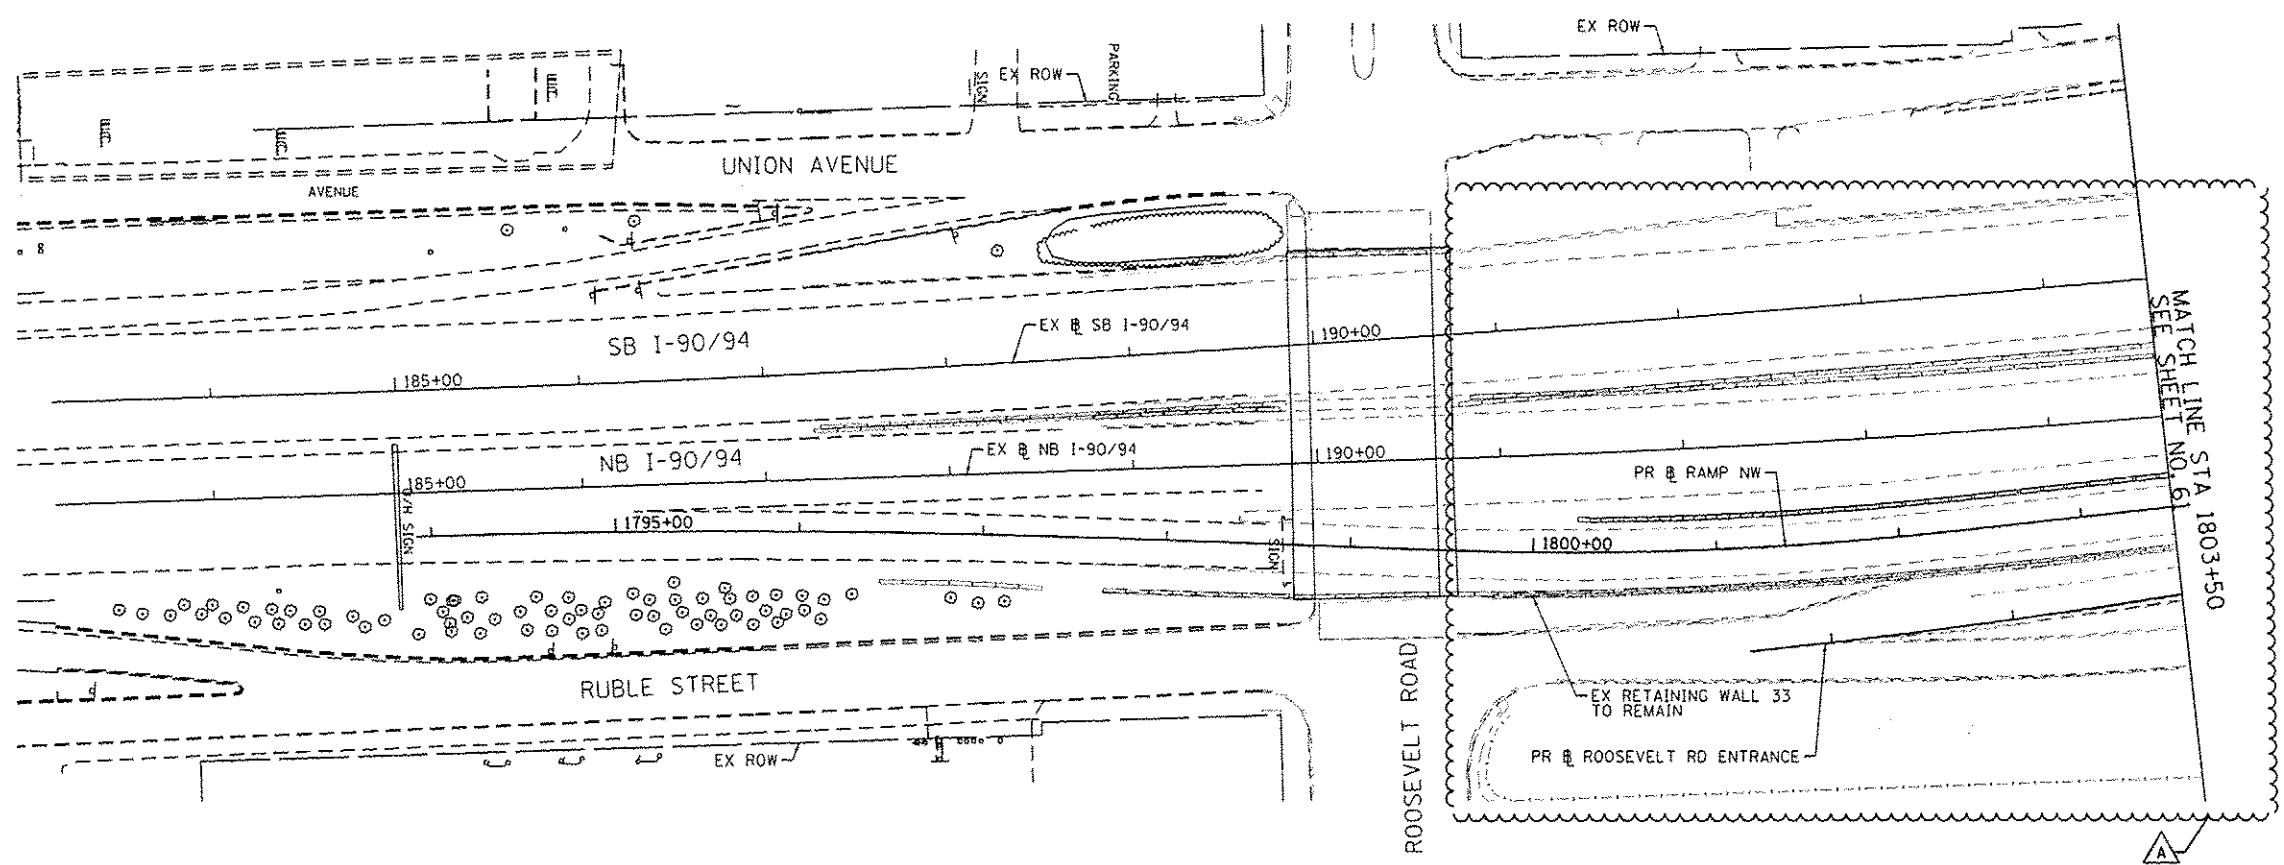 EX ROW
PARKING
SIGN
EX ROW
UNION AVENUE
AVENUE
8
EX ⅊ SB I-90/94
SB I-90/94
190+00
185+00
MATCH LINE STA 1803+50
SEE SHEET NO. 61
EX ⅊ NB I-90/94
NB I-90/94
190+00
185+00
PR ⅊ RAMP NW
O/H SIGN
1795+00
SIGN
1800+00
RUBLE STREET
ROOSEVELT ROAD
EX RETAINING WALL 33
TO REMAIN
PR ⅊ ROOSEVELT RD ENTRANCE
EX ROW
A